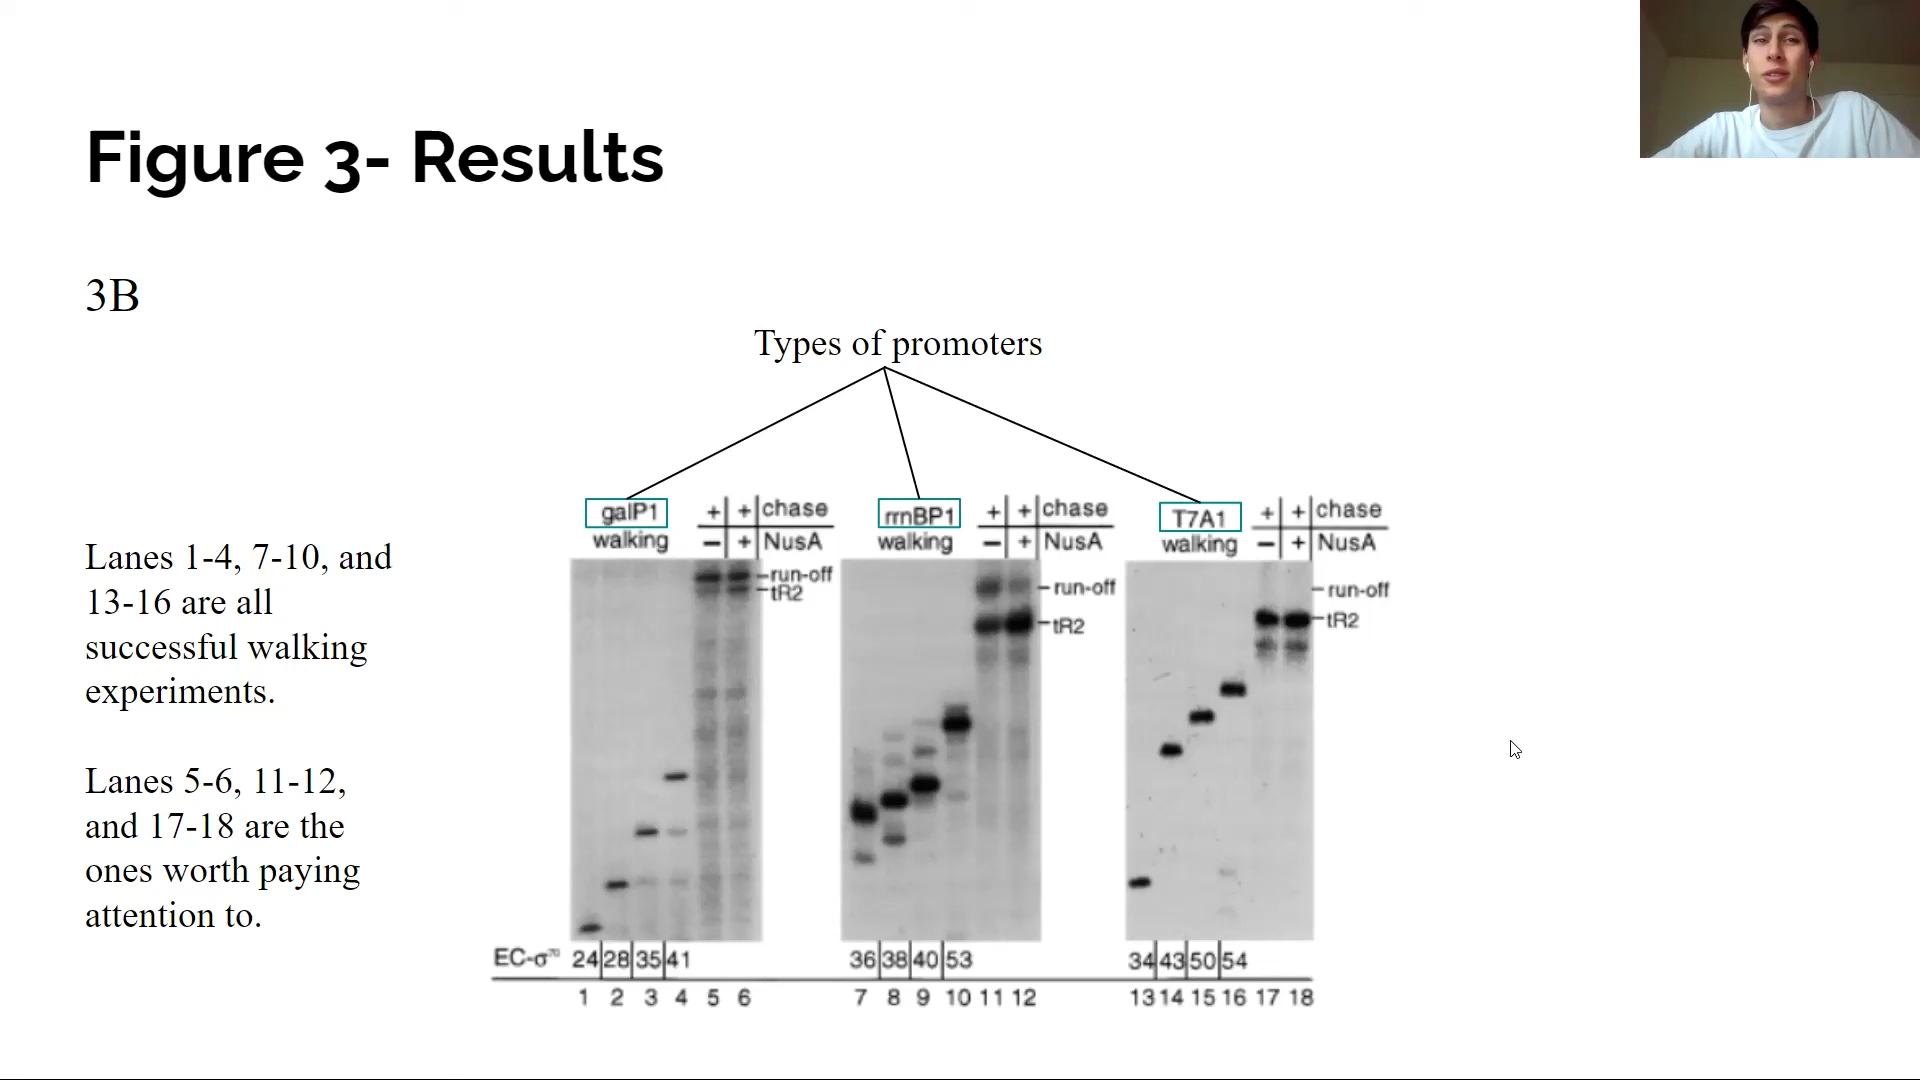 Figure 3- Results
3B
Types of promoters
Lanes 1-4, 7-10, and
13-16 are all
successful walking
experiments.
Lanes 5-6, 11-12,
and 17-18 are the
ones worth paying
attention to.
galP1 + + chase
walking − + NusA
run-off
tR2
rrnBP1 + + chase
walking − + NusA
run-off
tR2
T7A1 + + chase
walking − + NusA
run-off
tR2
EC-σ⁷⁰ 24 28 35 41 36 38 40 53 34 43 50 54
1 2 3 4 5 6 7 8 9 10 11 12 13 14 15 16 17 18